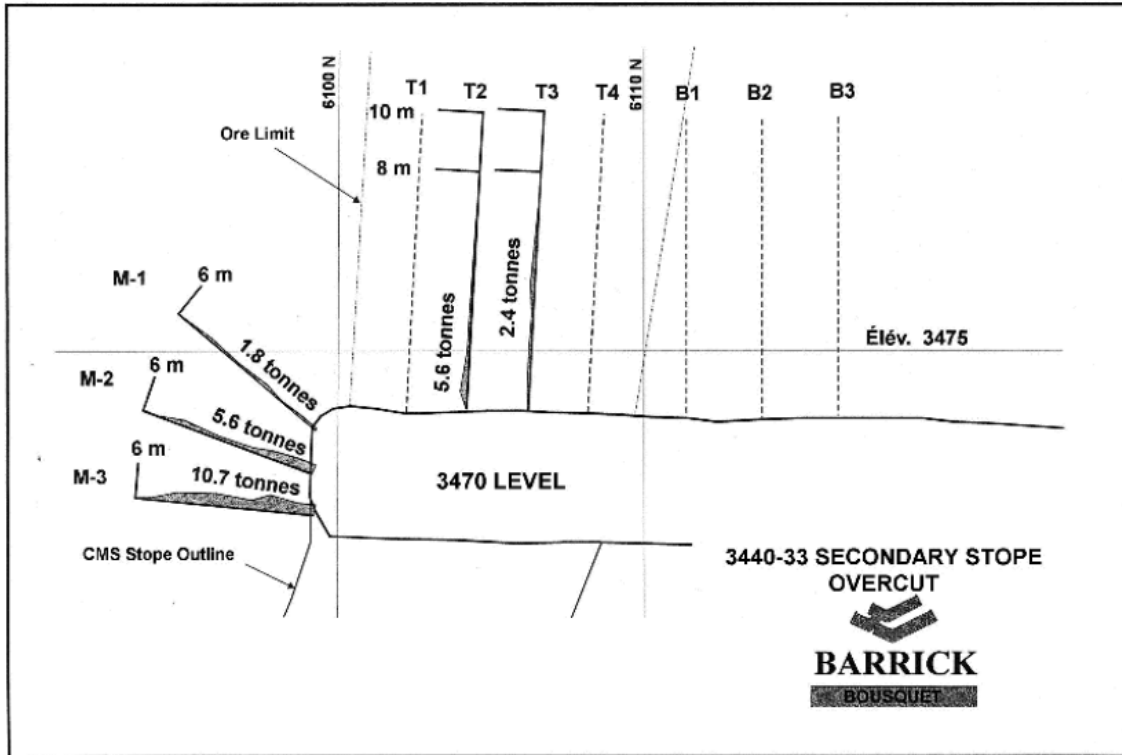 6100 N
6110 N
T1
T2
T3
T4
B1
B2
B3
10 m
8 m
Ore Limit
M-1
6 m
1.8 tonnes
5.6 tonnes
2.4 tonnes
Élév. 3475
M-2
6 m
5.6 tonnes
M-3
6 m
10.7 tonnes
3470 LEVEL
CMS Stope Outline
3440-33 SECONDARY STOPE
OVERCUT
BARRICK
BOUSQUET